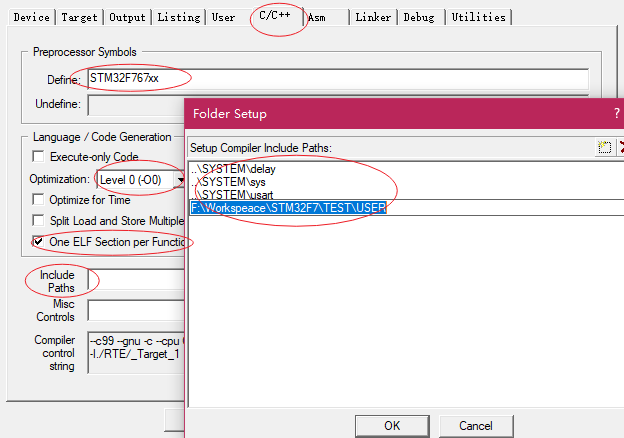 Device Target Output Listing User C/C++ Asm Linker Debug Utilities
Preprocessor Symbols
Define: STM32F767xx
Undefine:
Folder Setup ?
Language / Code Generation
Execute-only Code
Setup Compiler Include Paths:
Optimization: Level 0 (-O0)
Optimize for Time
Split Load and Store Multiple
One ELF Section per Function
..\SYSTEM\delay
..\SYSTEM\sys
..\SYSTEM\usart
F:\Workspeace\STM32F7\TEST\USER
Include
Paths
Misc
Controls
Compiler
control
string
--c99 --gnu -c --cpu
-I./RTE/_Target_1
OK Cancel